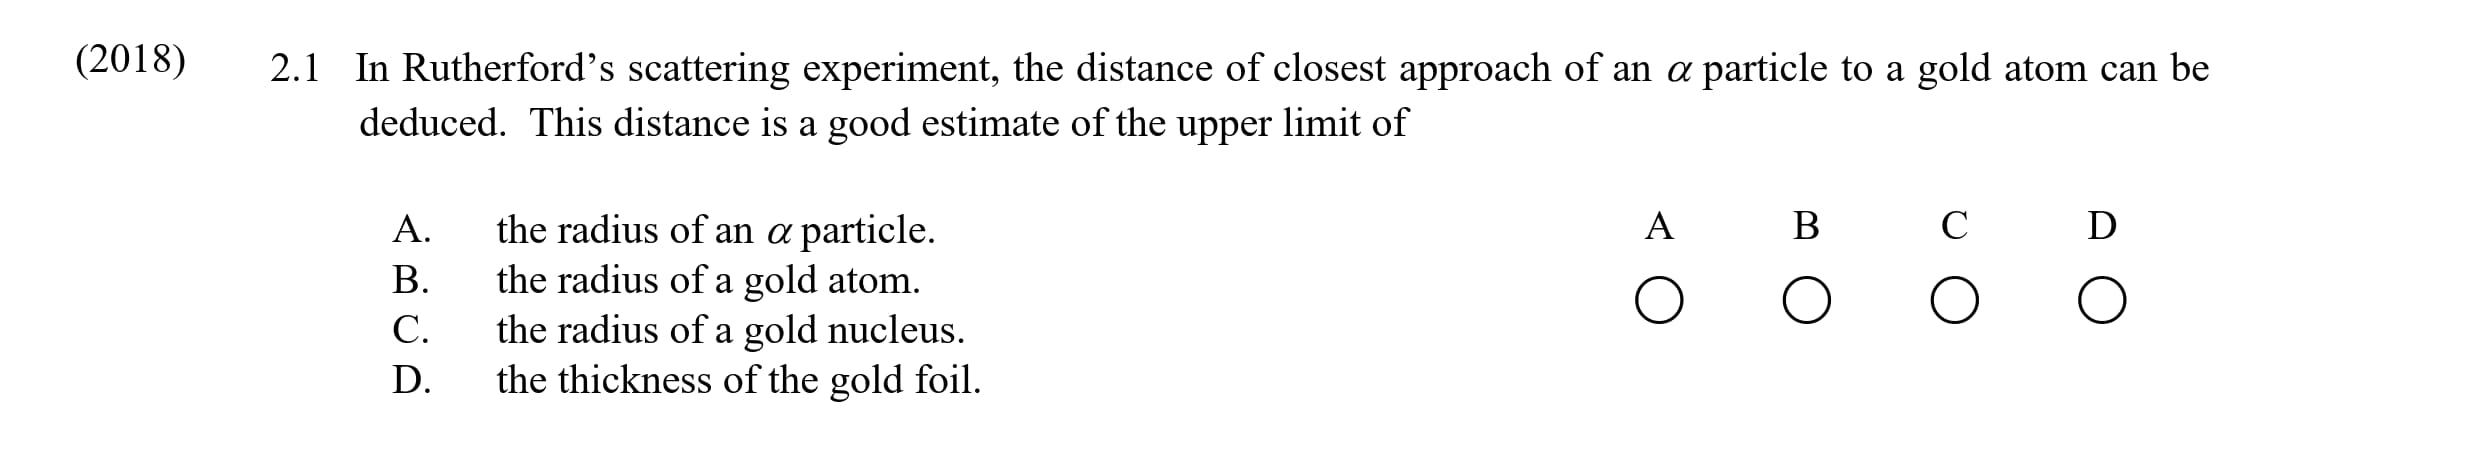 (2018) 2.1 In Rutherford’s scattering experiment, the distance of closest approach of an α particle to a gold atom can be
deduced. This distance is a good estimate of the upper limit of
A. the radius of an α particle. A B C D
B. the radius of a gold atom.
C. the radius of a gold nucleus.
D. the thickness of the gold foil.